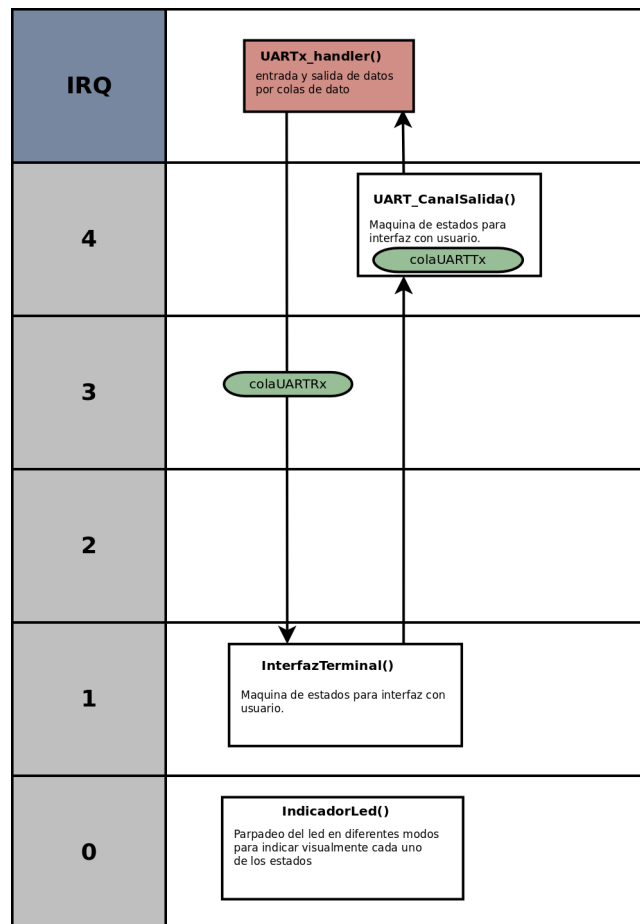 IRQ
UARTx_handler()
entrada y salida de datos
por colas de dato
4
UART_CanalSalida()
Maquina de estados para
interfaz con usuario.
colaUARTTx
3
colaUARTRx
2
1
InterfazTerminal()
Maquina de estados para interfaz con
usuario.
0
IndicadorLed()
Parpadeo del led en diferentes modos
para indicar visualmente cada uno
de los estados